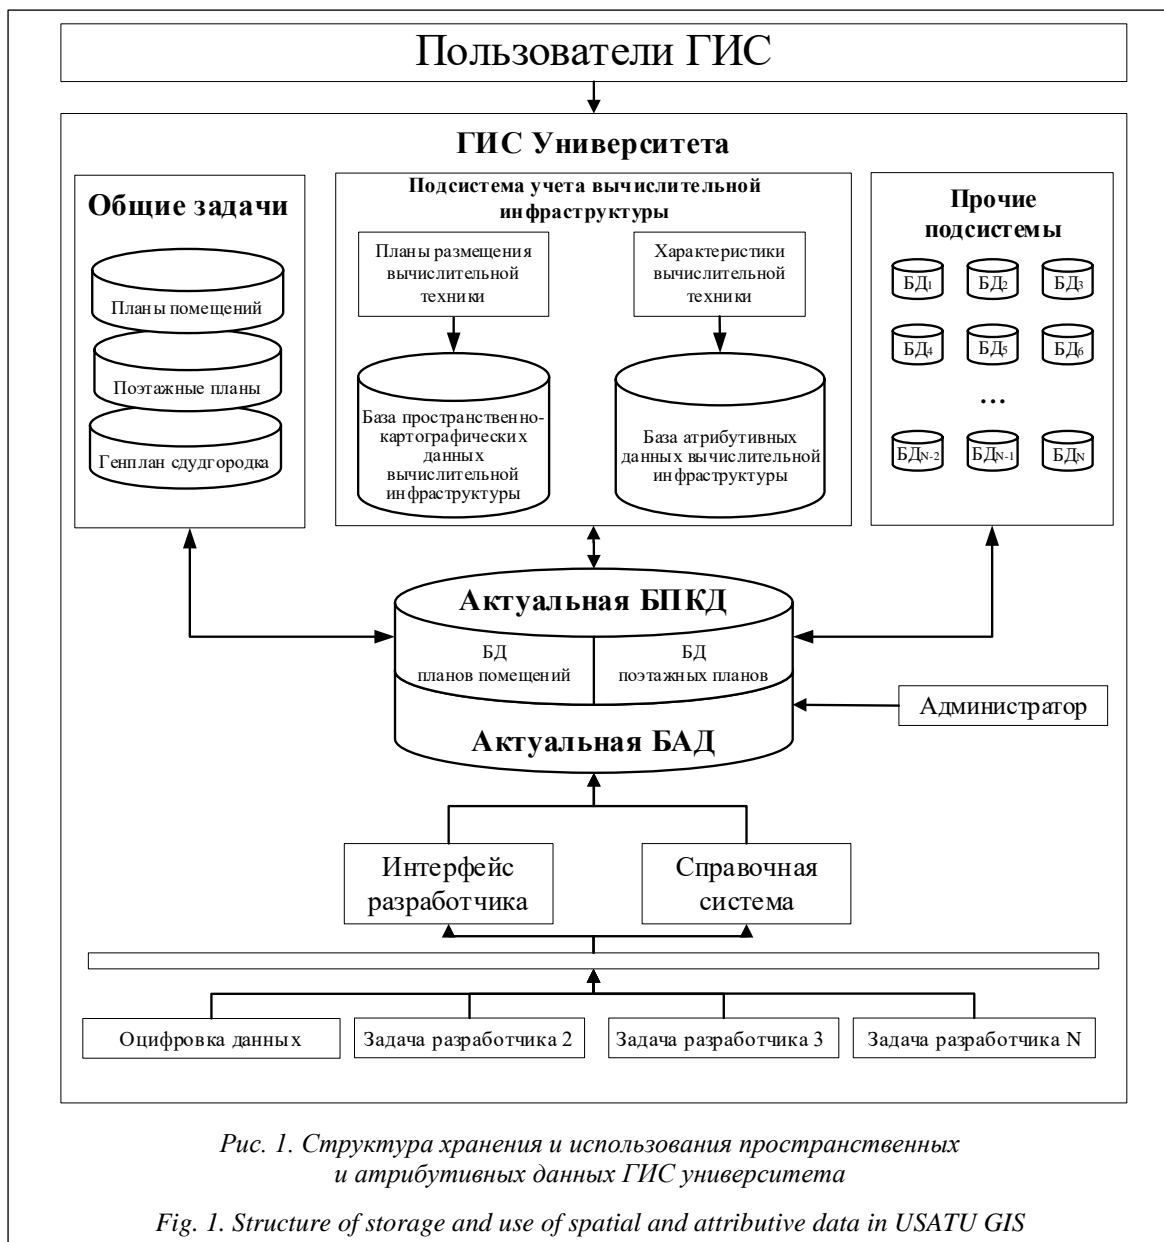 Пользователи ГИС
ГИС Университета
Общие задачи
Планы помещений
Поэтажные планы
Генплан сдудгородка
Подсистема учета вычислительной
инфраструктуры
Планы размещения
вычислительной
техники
Характеристики
вычислительной
техники
База пространственно-
картографических
данных
вычислительной
инфраструктуры
База атрибутивных
данных вычислительной
инфраструктуры
Прочие
подсистемы
БД1
БД2
БД3
БД4
БД5
БД6
...
БДN-2
БДN-1
БДN
Актуальная БПКД
БД
планов помещений
БД
поэтажных планов
Актуальная БАД
Администратор
Интерфейс
разработчика
Справочная
система
Оцифровка данных
Задача разработчика 2
Задача разработчика 3
Задача разработчика N
Рис. 1. Структура хранения и использования пространственных
и атрибутивных данных ГИС университета
Fig. 1. Structure of storage and use of spatial and attributive data in USATU GIS